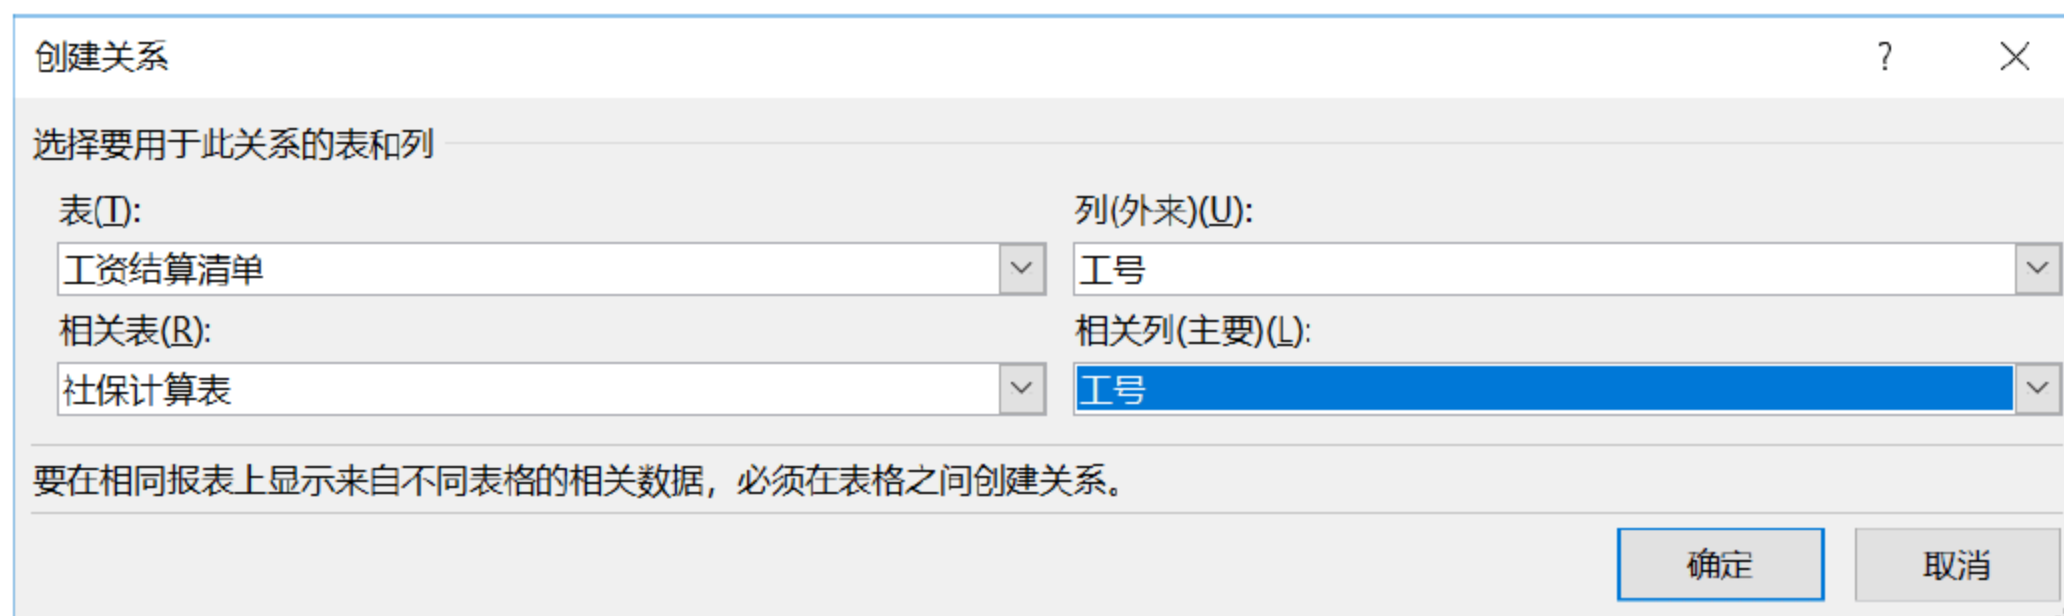 创建关系
?
选择要用于此关系的表和列
表(T): 列(外来)(U):
工资结算清单 工号
相关表(R): 相关列(主要)(L):
社保计算表 工号
要在相同报表上显示来自不同表格的相关数据，必须在表格之间创建关系。
确定 取消